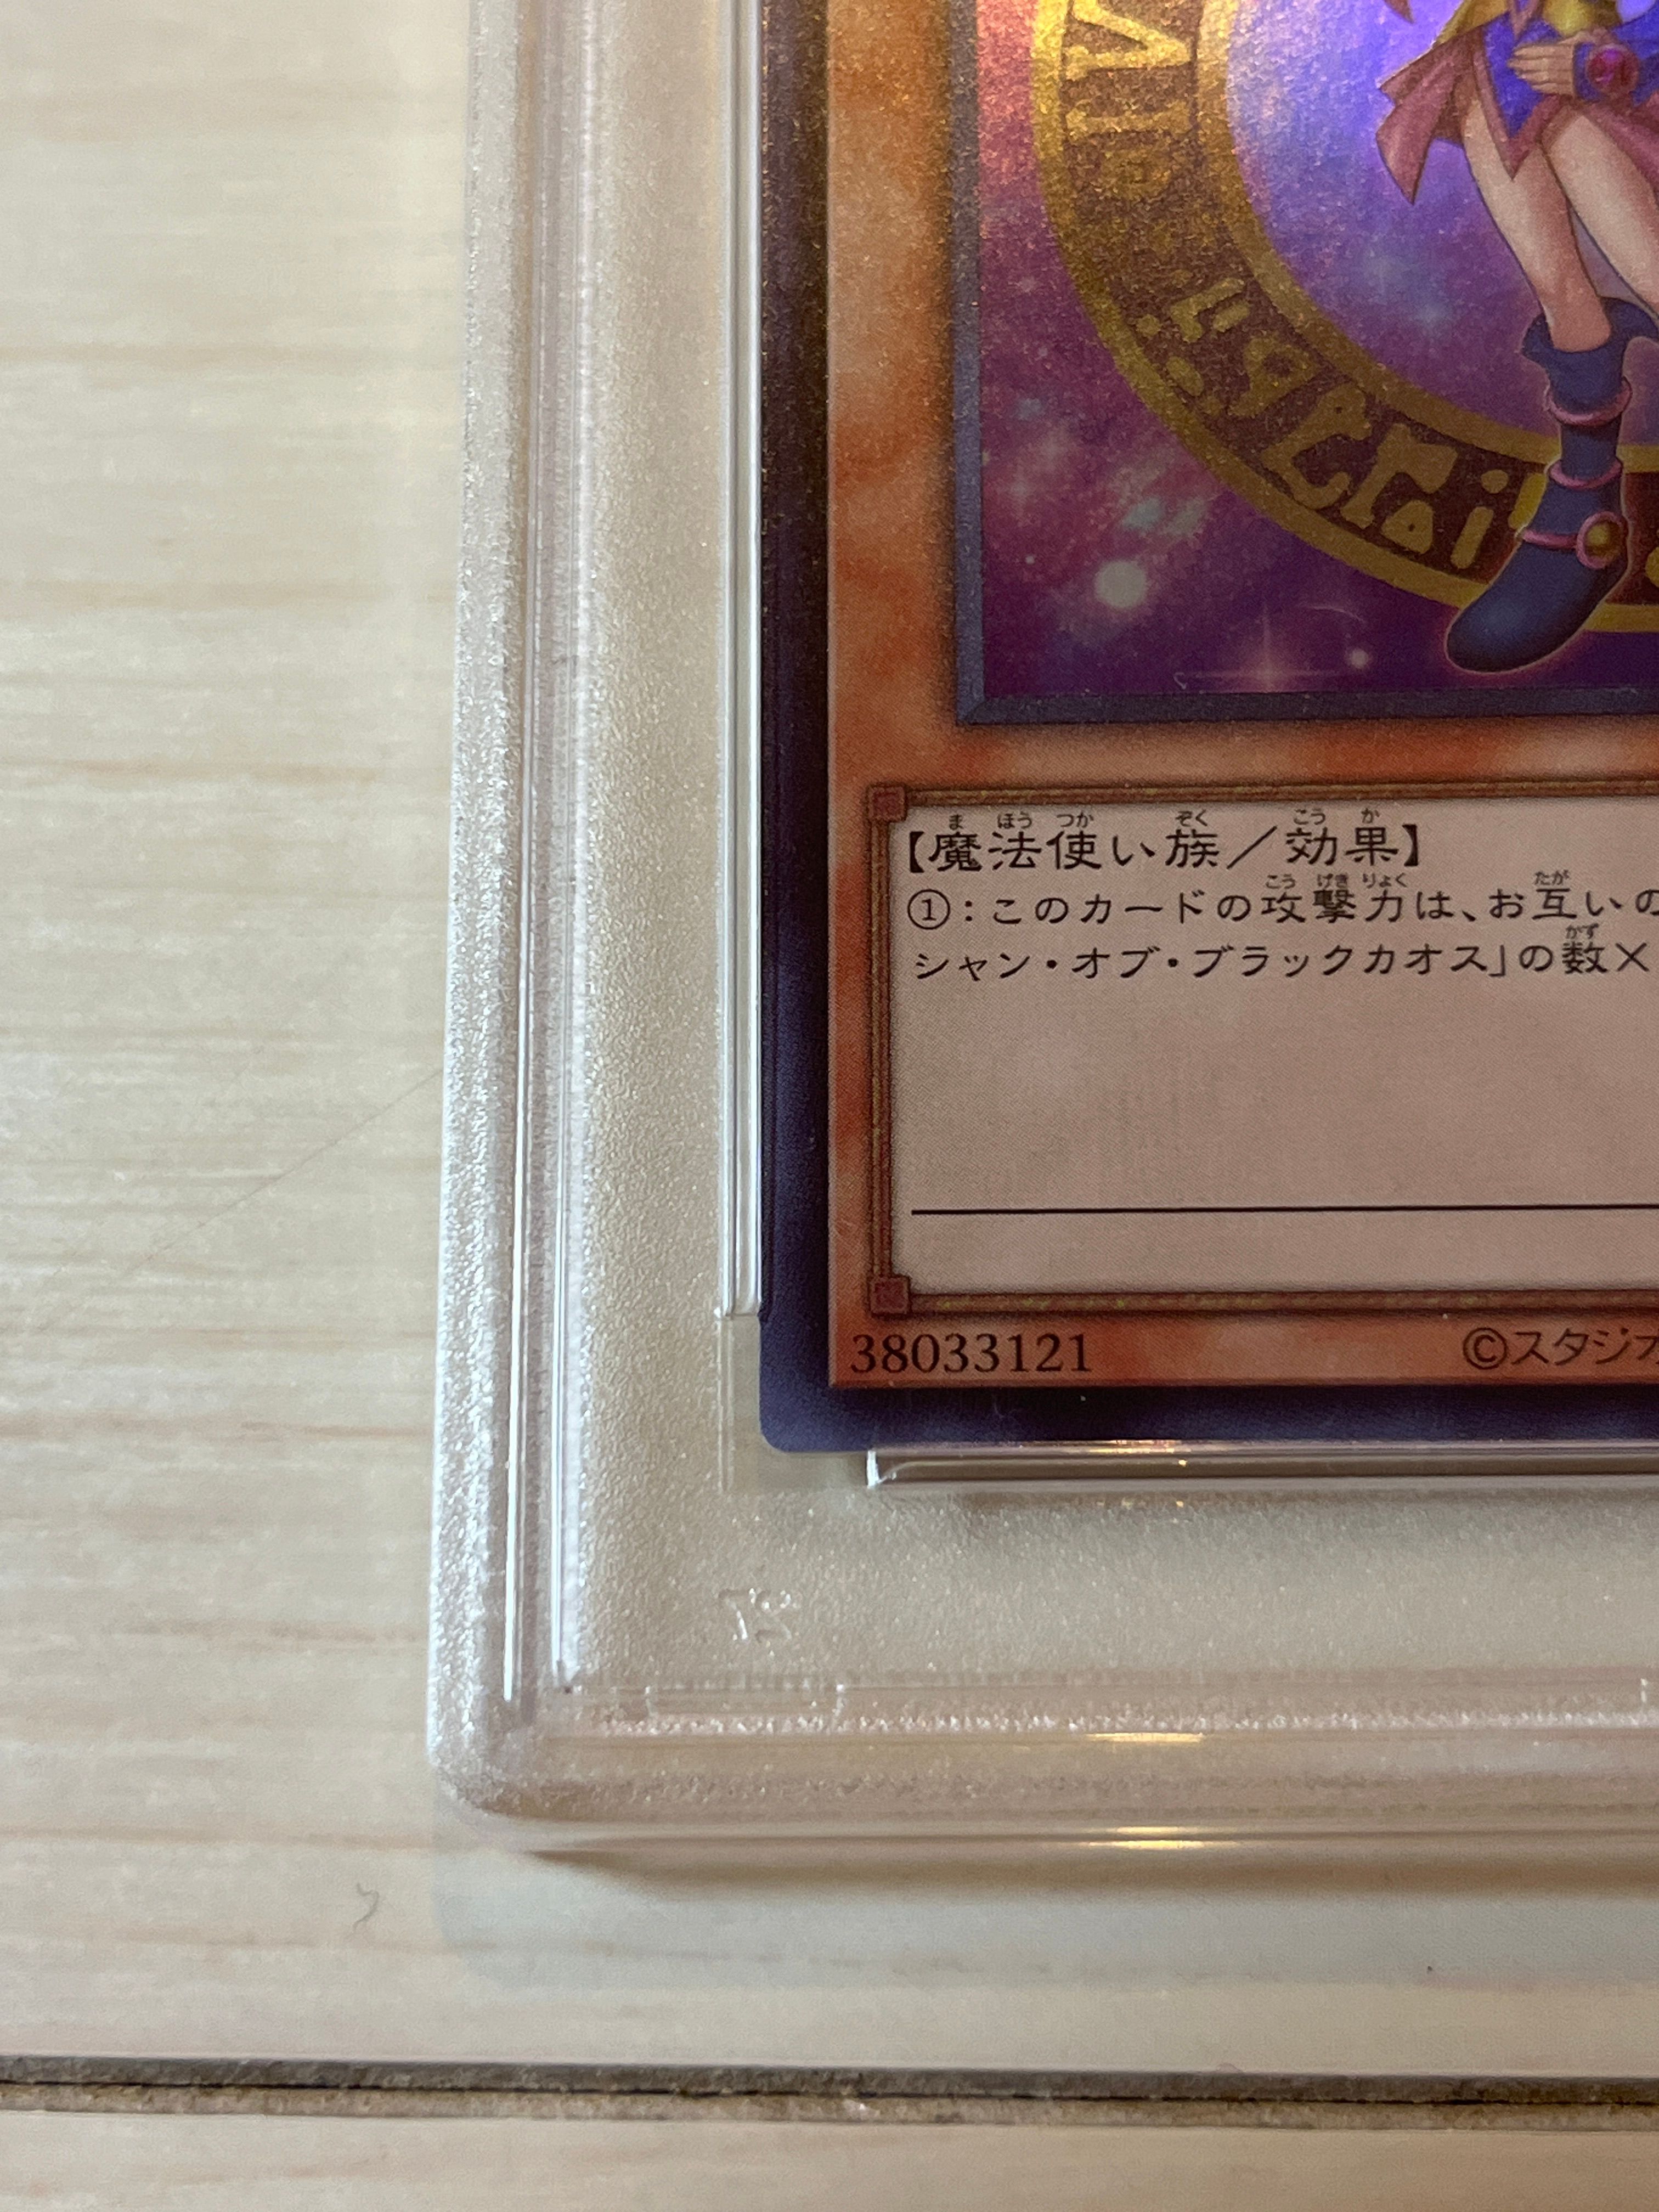 【魔法使い族／効果】
①：このカードの攻撃力は、お互いの
シャン・オブ・ブラックカオス」の数×
38033121 ©スタジオ